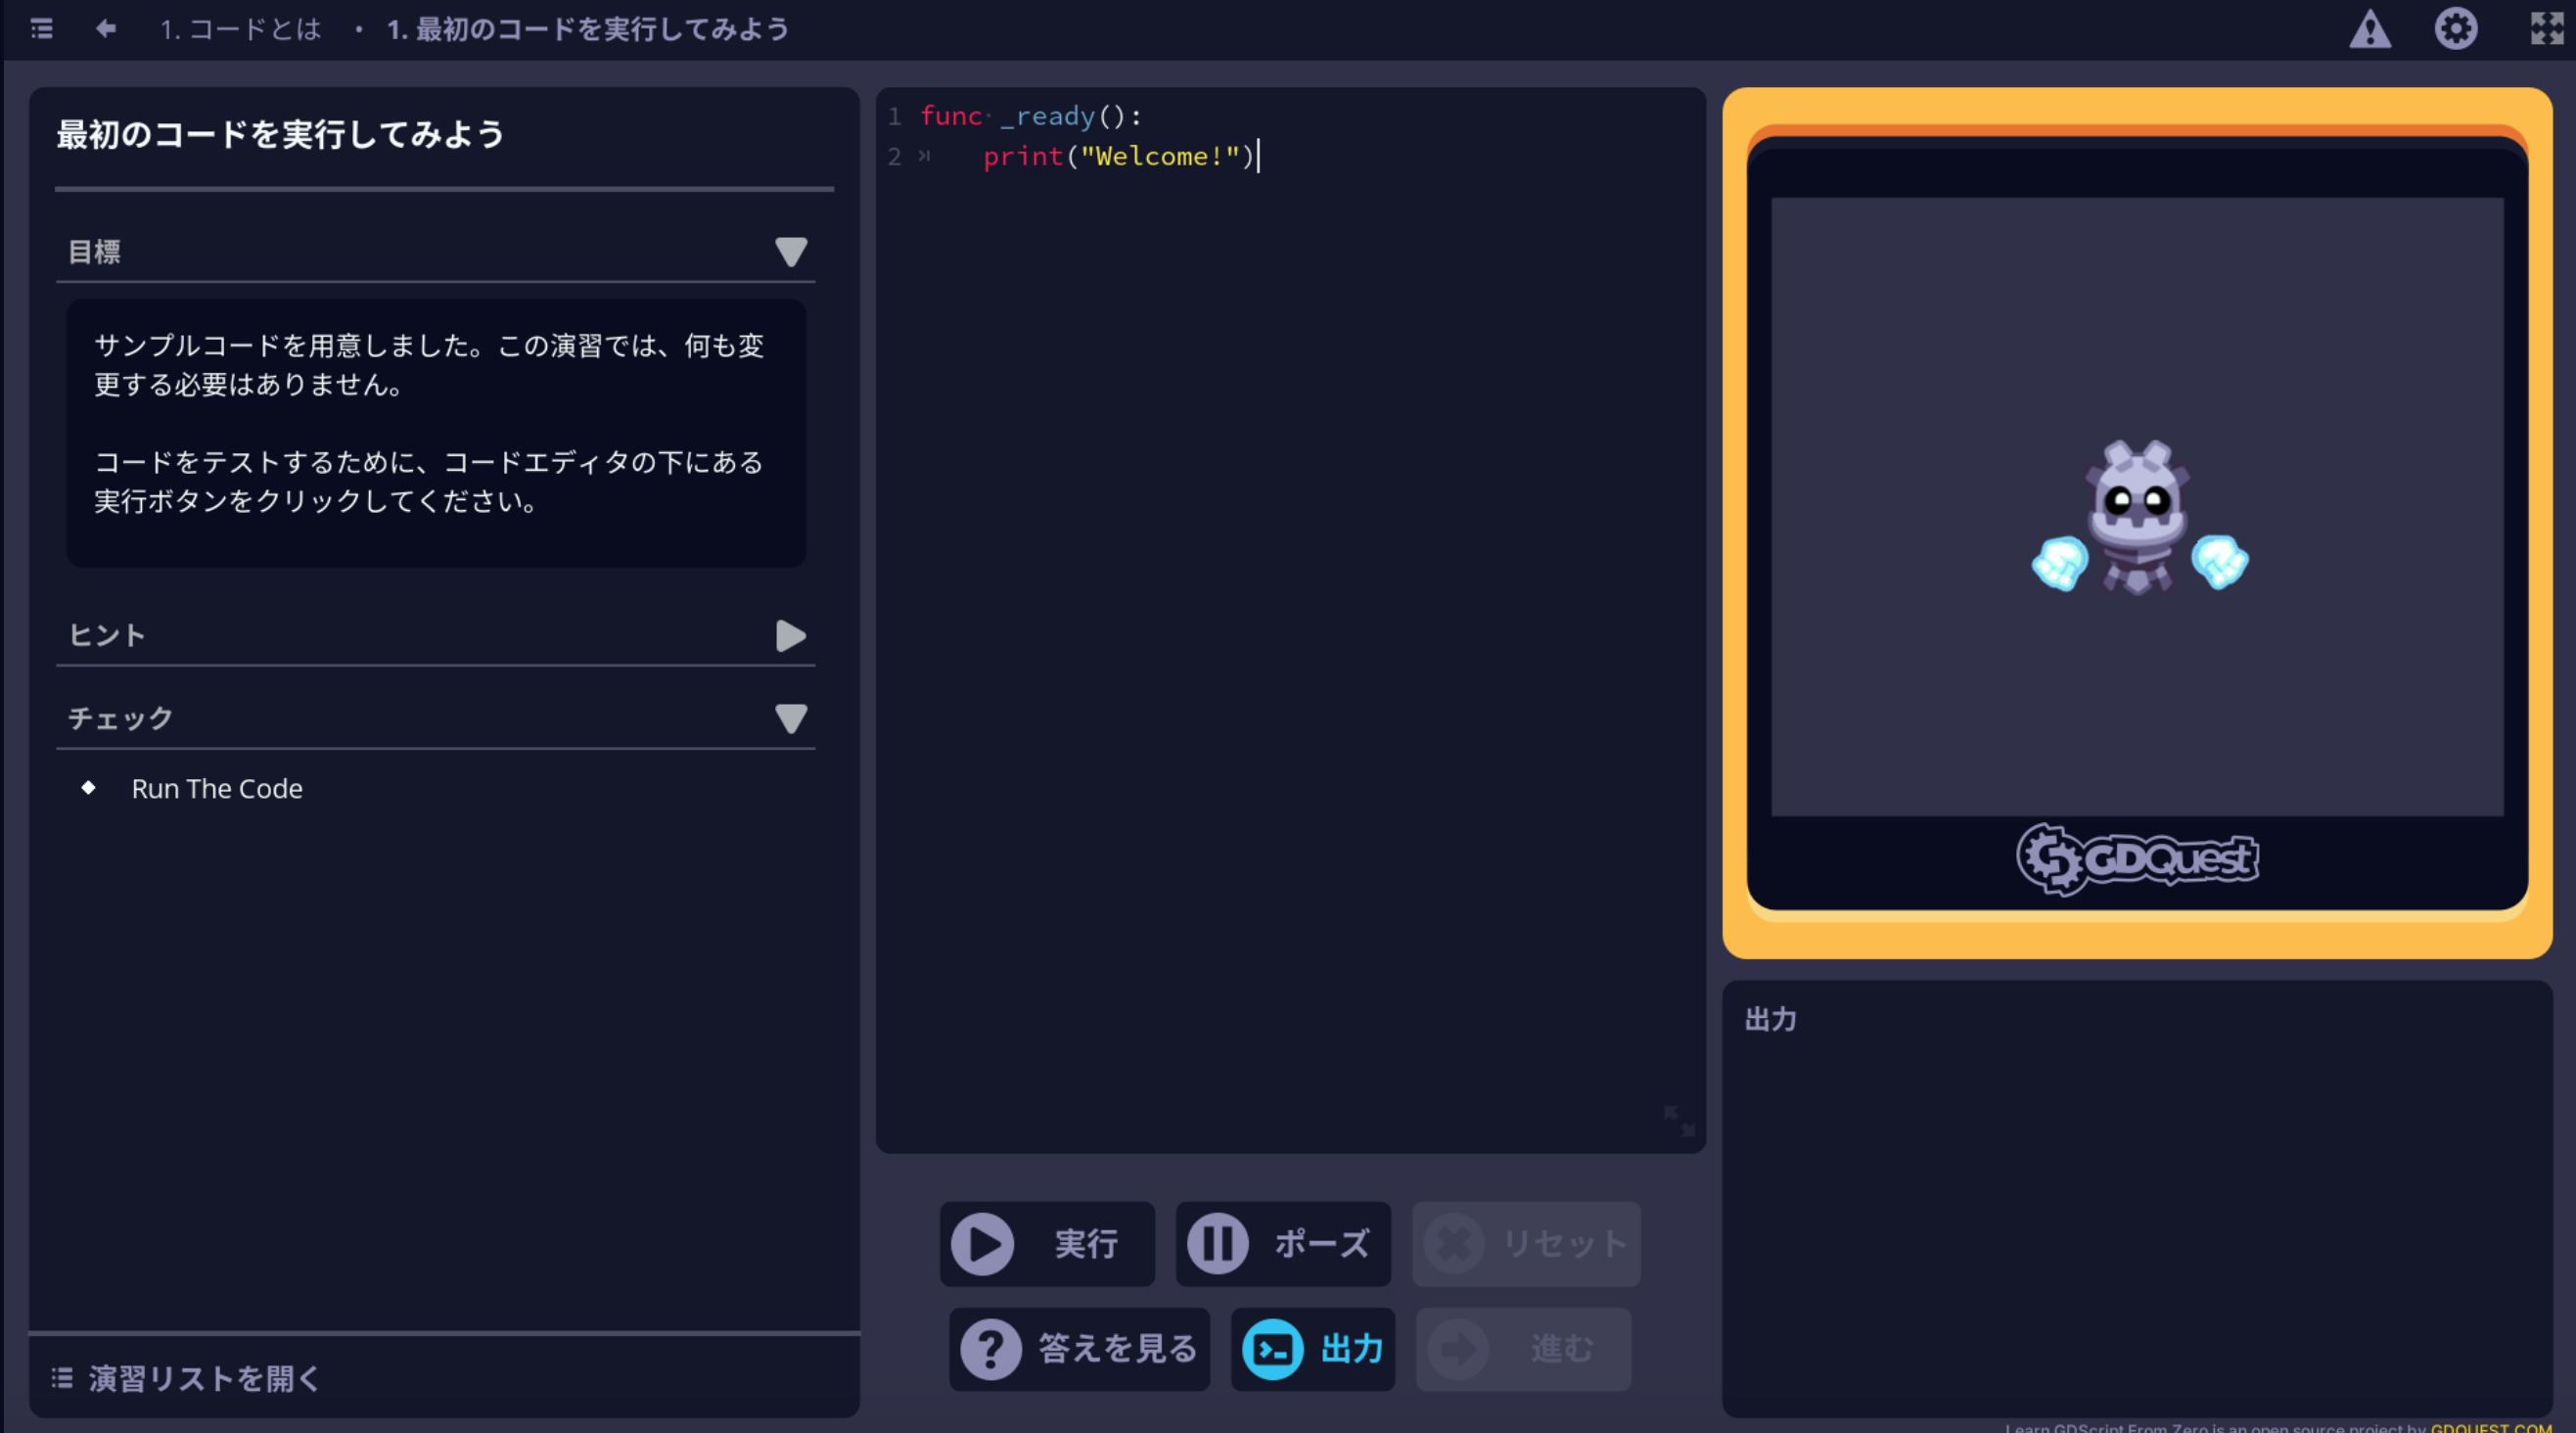 1. コードとは ・ 1. 最初のコードを実行してみよう
最初のコードを実行してみよう
目標
サンプルコードを用意しました。この演習では、何も変
更する必要はありません。
コードをテストするために、コードエディタの下にある
実行ボタンをクリックしてください。
ヒント
チェック
Run The Code
演習リストを開く
1 func _ready():
2 print("Welcome!")
実行
ポーズ
リセット
答えを見る
出力
進む
GDQuest
出力
Learn GDScript From Zero is an open source project by GDQUEST.COM